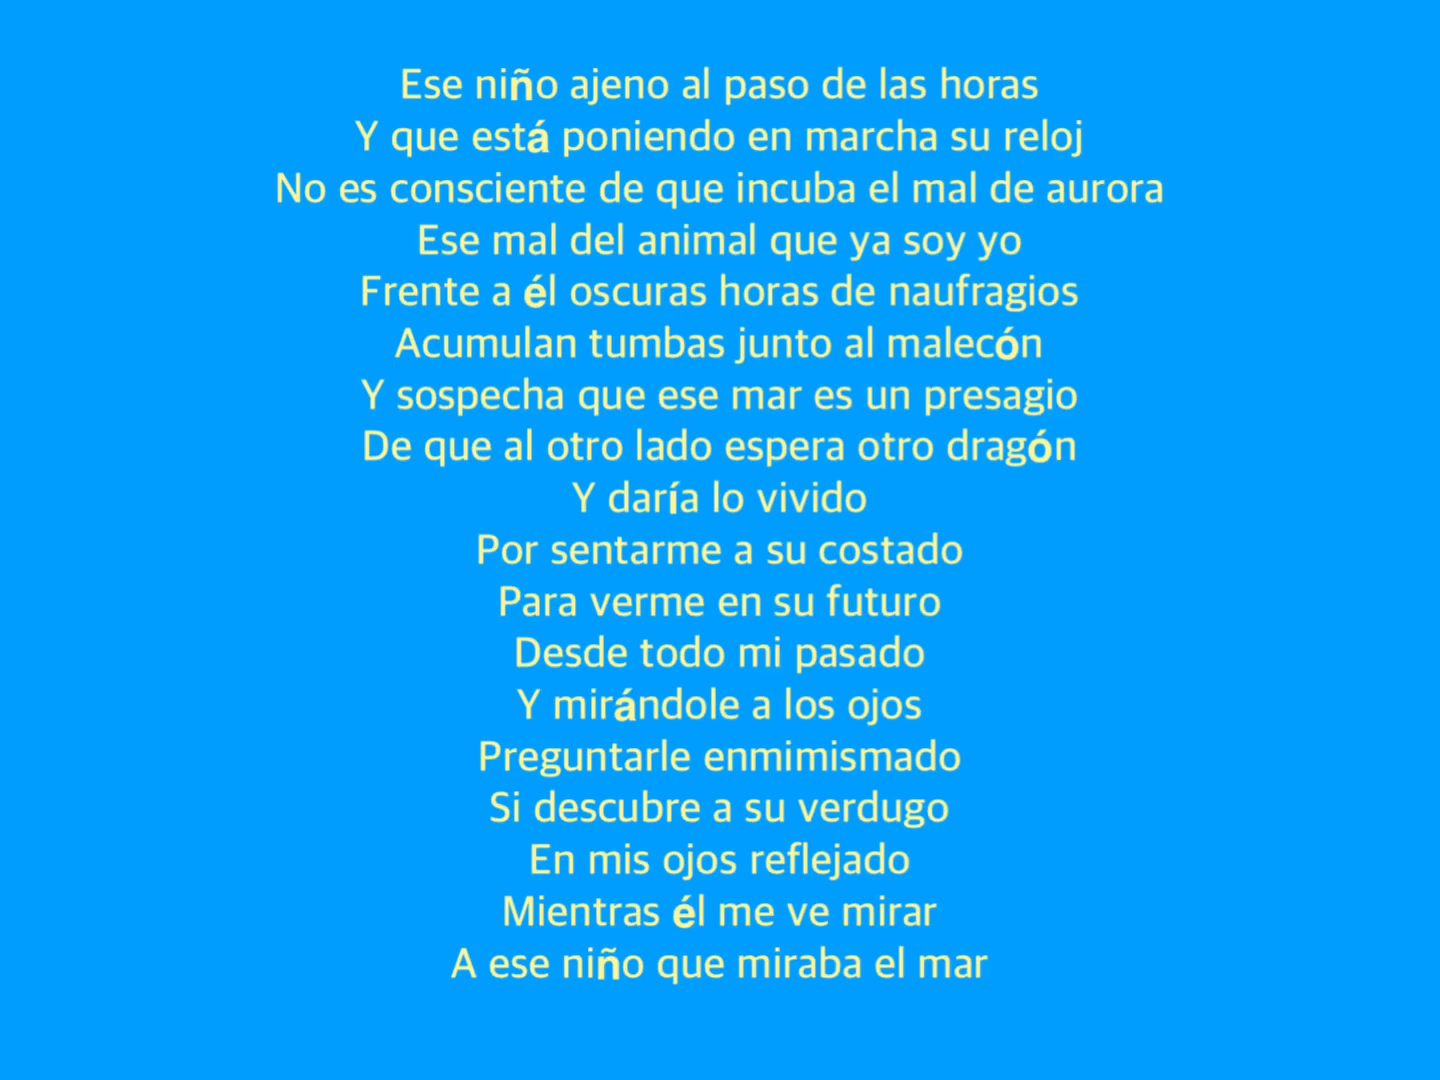 Ese niño ajeno al paso de las horas
Y que está poniendo en marcha su reloj
No es consciente de que incuba el mal de aurora
Ese mal del animal que ya soy yo
Frente a él oscuras horas de naufragios
Acumulan tumbas junto al malecón
Y sospecha que ese mar es un presagio
De que al otro lado espera otro dragón
Y daría lo vivido
Por sentarme a su costado
Para verme en su futuro
Desde todo mi pasado
Y mirándole a los ojos
Preguntarle enmimismado
Si descubre a su verdugo
En mis ojos reflejado
Mientras él me ve mirar
A ese niño que miraba el mar